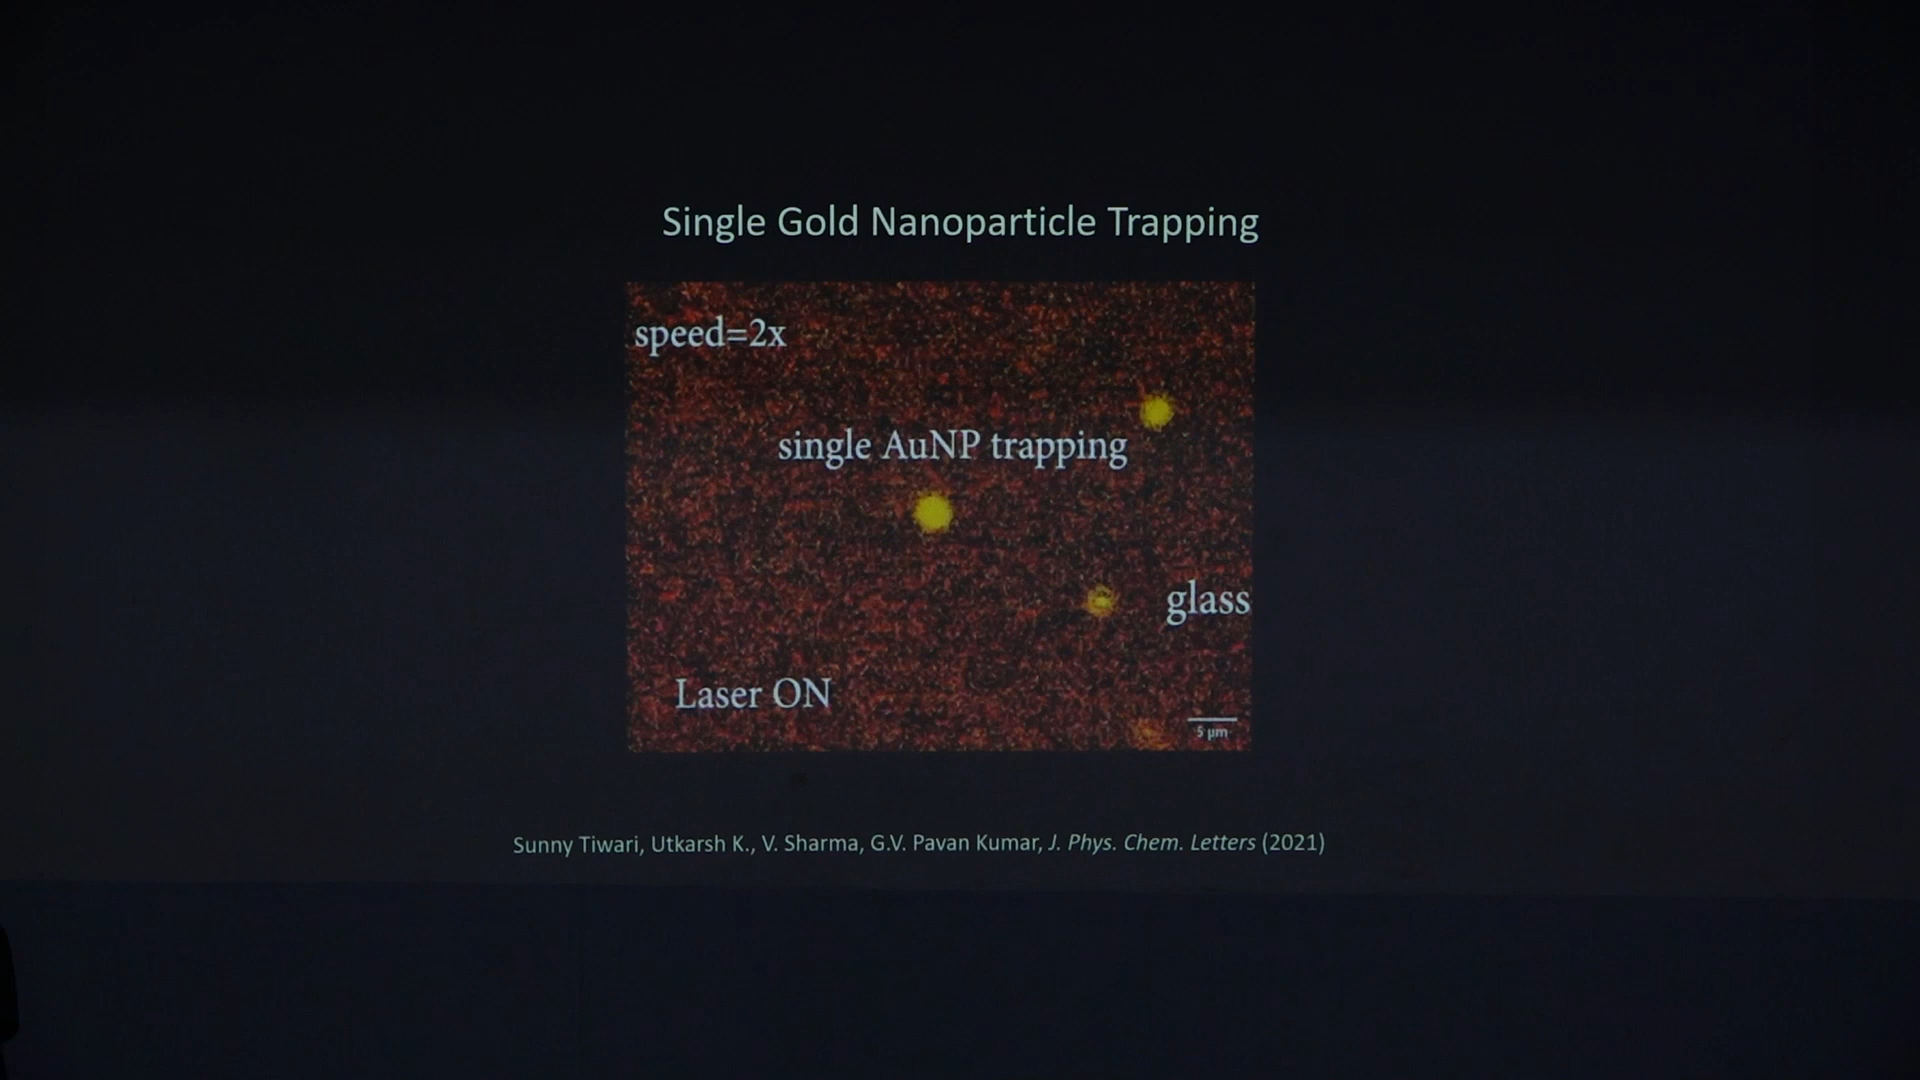 Single Gold Nanoparticle Trapping
speed=2x
single AuNP trapping
glass
Laser ON
5 µm
Sunny Tiwari, Utkarsh K., V. Sharma, G.V. Pavan Kumar, J. Phys. Chem. Letters (2021)